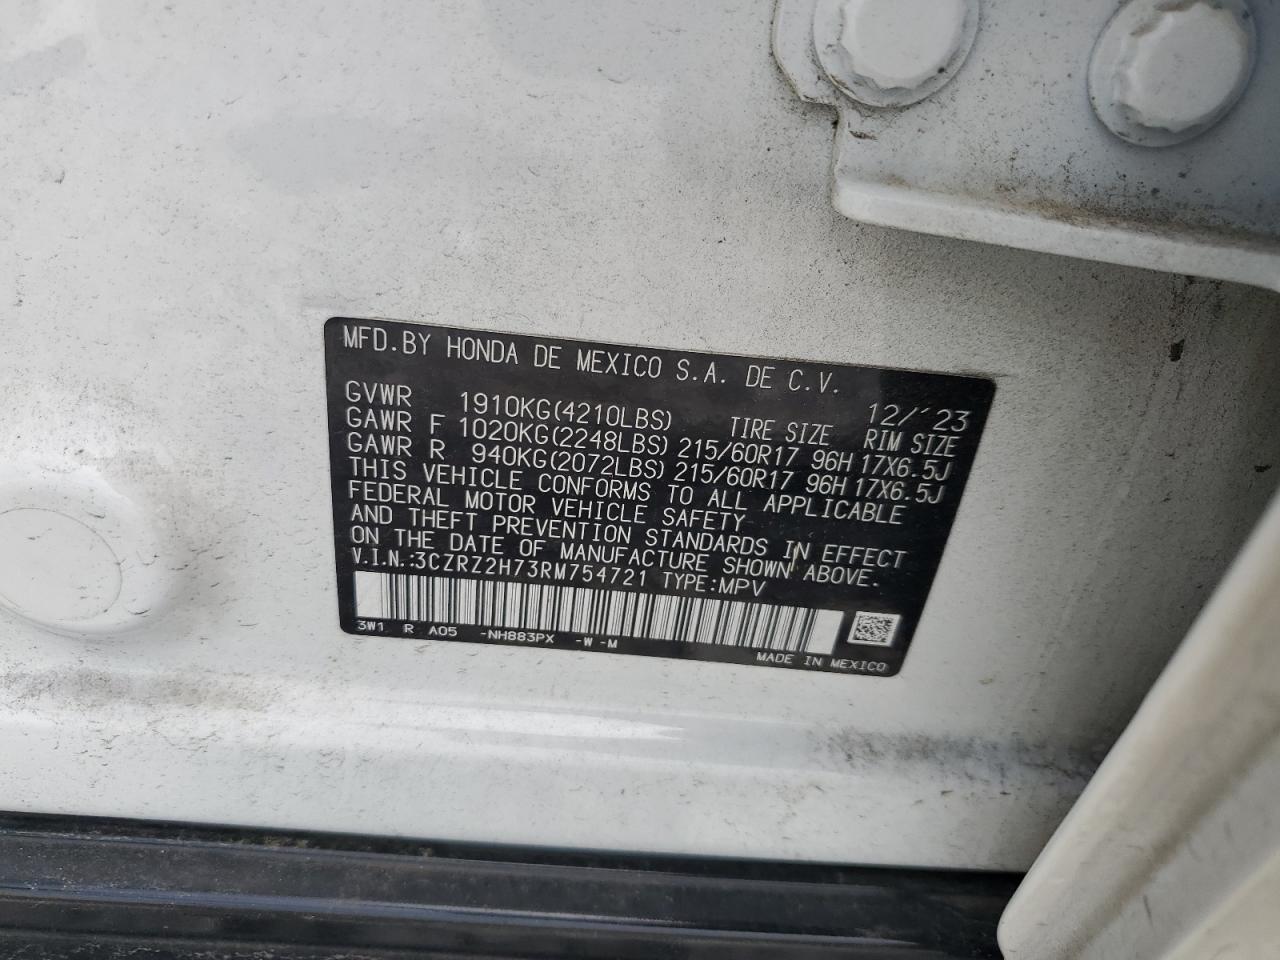 MFD.BY HONDA DE MEXICO S.A. DE C.V.
12/´23
GVWR 1910KG(4210LBS) TIRE SIZE RIM SIZE
GAWR F 1020KG(2248LBS) 215/60R17 96H 17X6.5J
GAWR R 940KG(2072LBS) 215/60R17 96H 17X6.5J
THIS VEHICLE CONFORMS TO ALL APPLICABLE
FEDERAL MOTOR VEHICLE SAFETY
AND THEFT PREVENTION STANDARDS IN EFFECT
ON THE DATE OF MANUFACTURE SHOWN ABOVE.
V.I.N.:3CZRZ2H73RM754721 TYPE:MPV
3W1 R A05 -NH883PX -W -M
MADE IN MEXICO